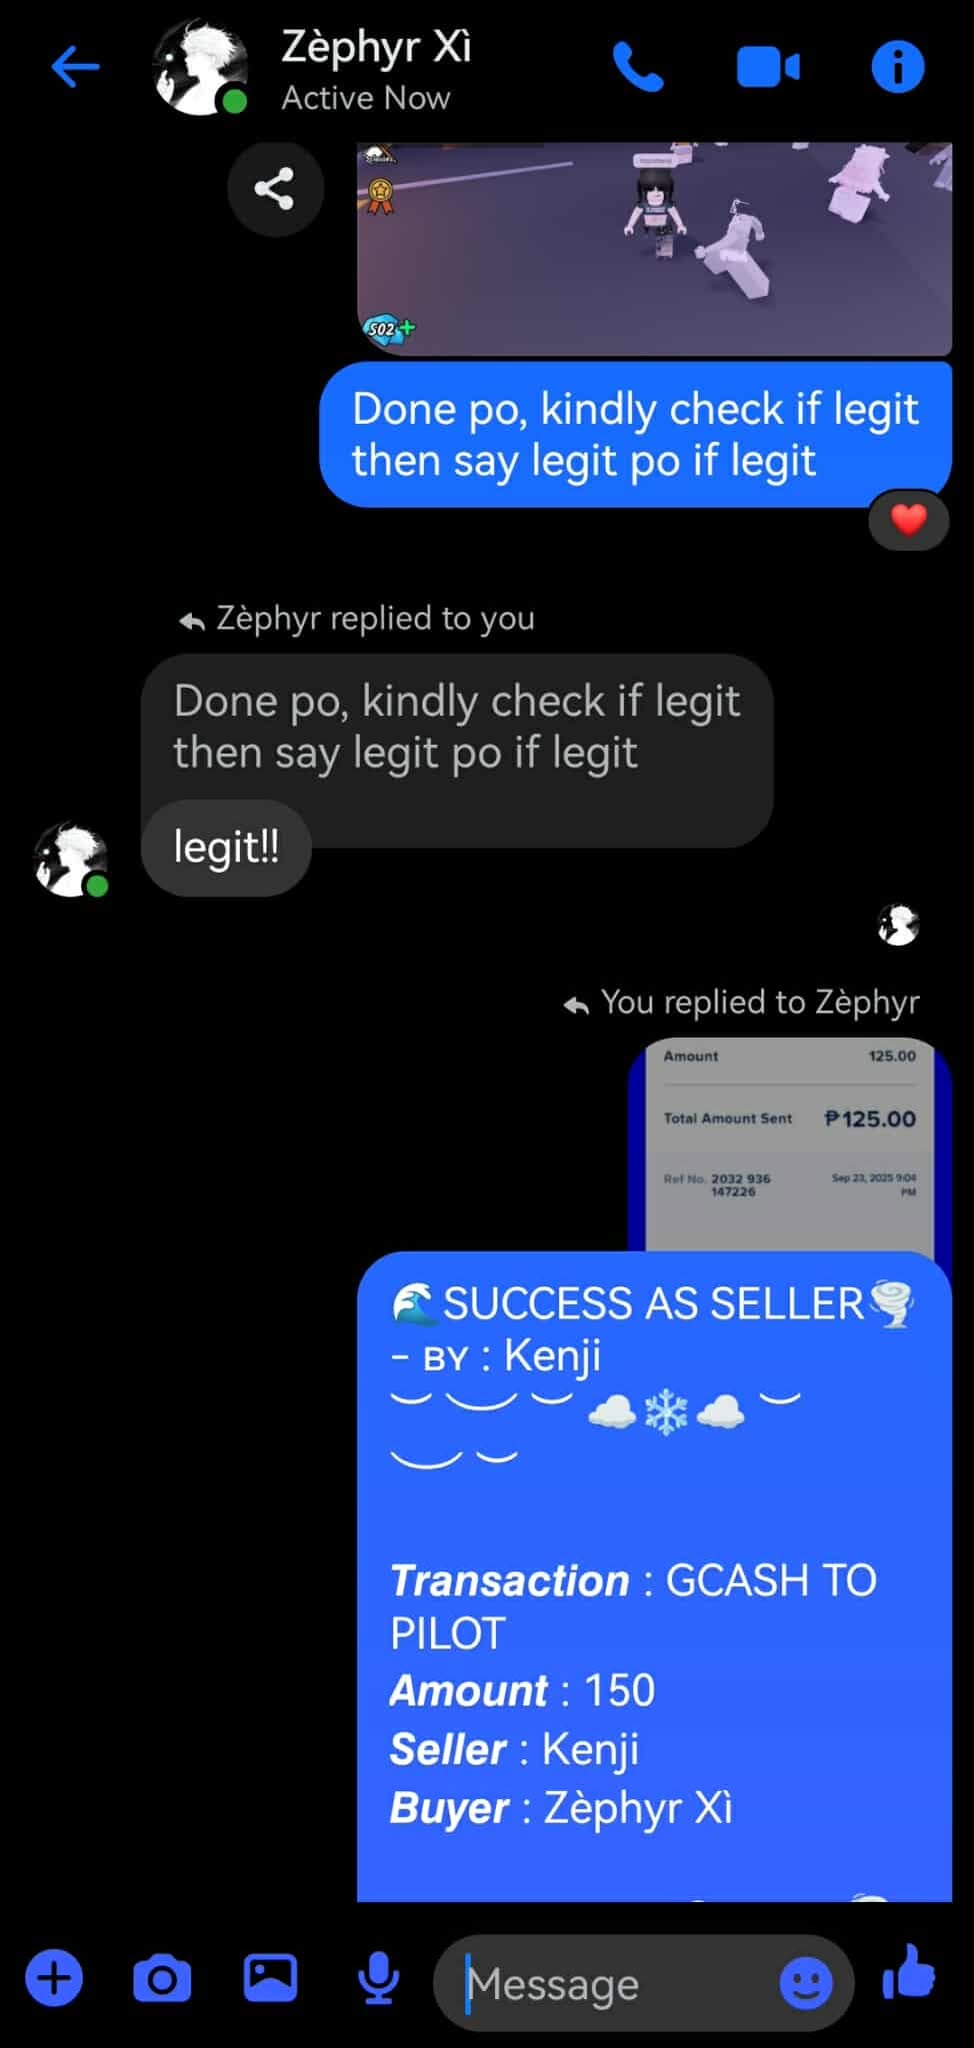 Zèphyr Xì
Active Now
502+
Done po, kindly check if legit
then say legit po if legit
Zèphyr replied to you
Done po, kindly check if legit
then say legit po if legit
legit!!
You replied to Zèphyr
Amount 125.00
Total Amount Sent ₱125.00
Ref No. 2032 936 Sep 23, 2025 9:04
147226 PM
🌊SUCCESS AS SELLER🌪️
- ʙʏ : Kenji
︶ ︶ ︶ ☁️❄️☁️ ︶
︶ ︶
Transaction : GCASH TO
PILOT
Amount : 150
Seller : Kenji
Buyer : Zèphyr Xì
Message